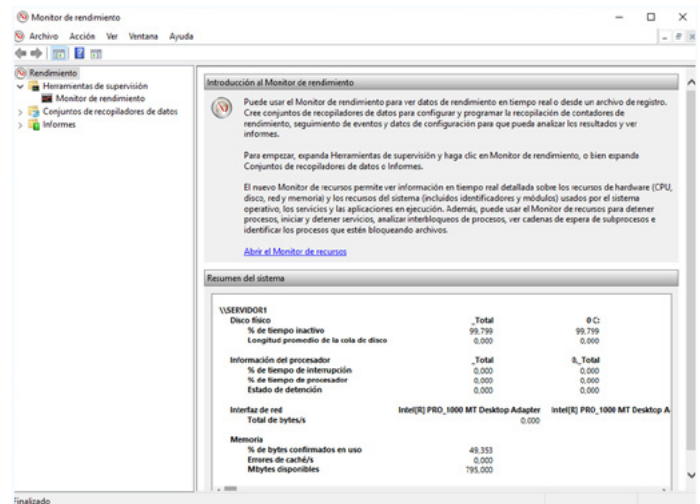 Monitor de rendimiento
Archivo Acción Ver Ventana Ayuda
Rendimiento
Herramientas de supervisión
Monitor de rendimiento
Conjuntos de recopiladores de datos
Informes
Introducción al Monitor de rendimiento
Puede usar el Monitor de rendimiento para ver datos de rendimiento en tiempo real o desde un archivo de registro.
Cree conjuntos de recopiladores de datos para configurar y programar la recopilación de contadores de
rendimiento, seguimiento de eventos y datos de configuración para que pueda analizar los resultados y ver
informes.
Para empezar, expanda Herramientas de supervisión y haga clic en Monitor de rendimiento, o bien expanda
Conjuntos de recopiladores de datos o Informes.
El nuevo Monitor de recursos permite ver información en tiempo real detallada sobre los recursos de hardware (CPU,
disco, red y memoria) y los recursos del sistema (incluidos identificadores y módulos) usados por el sistema
operativo, los servicios y las aplicaciones en ejecución. Además, puede usar el Monitor de recursos para detener
procesos, iniciar y detener servicios, analizar interbloqueos de procesos, ver cadenas de espera de subprocesos e
identificar los procesos que estén bloqueando archivos.
Abrir el Monitor de recursos
Resumen del sistema
\\SERVIDOR1
Disco físico _Total 0 C:
% de tiempo inactivo 99,799 99,799
Longitud promedio de la cola de disco 0,000 0,000
Información del procesador _Total 0,_Total
% de tiempo de interrupción 0,000 0,000
% de tiempo de procesador 0,000 0,000
Estado de detención 0,000 0,000
Interfaz de red Intel[R] PRO_1000 MT Desktop Adapter Intel[R] PRO_1000 MT Desktop A
Total de bytes/s 0,000
Memoria
% de bytes confirmados en uso 49,353
Errores de caché/s 0,000
Mbytes disponibles 795,000
Finalizado